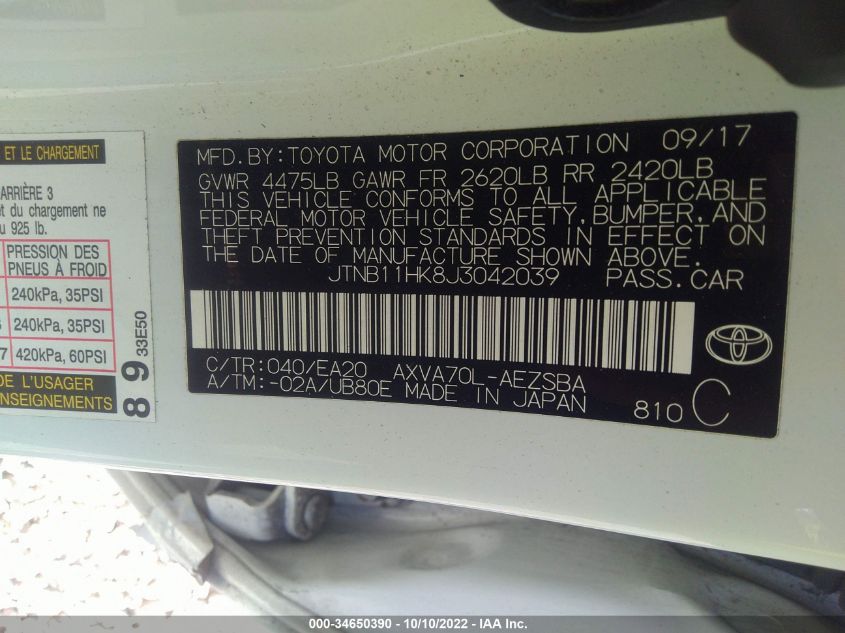 ET LE CHARGEMENT
ARRIÈRE 3
et du chargement ne
925 lb.
PRESSION DES
PNEUS À FROID
240kPa, 35PSI
240kPa, 35PSI
420kPa, 60PSI
DE L'USAGER
RENSEIGNEMENTS
8 9 33E50
MFD.BY:TOYOTA MOTOR CORPORATION 09/17
GVWR 4475LB GAWR FR 2620LB RR 2420LB
THIS VEHICLE CONFORMS TO ALL APPLICABLE
FEDERAL MOTOR VEHICLE SAFETY,BUMPER,AND
THEFT PREVENTION STANDARDS IN EFFECT ON
THE DATE OF MANUFACTURE SHOWN ABOVE.
JTNB11HK8J3042039 PASS.CAR
C/TR:040/EA20 AXVA70L-AEZSBA
A/TM:-02A/UB80E MADE IN JAPAN 810 C
000-34650390 - 10/10/2022 - IAA Inc.